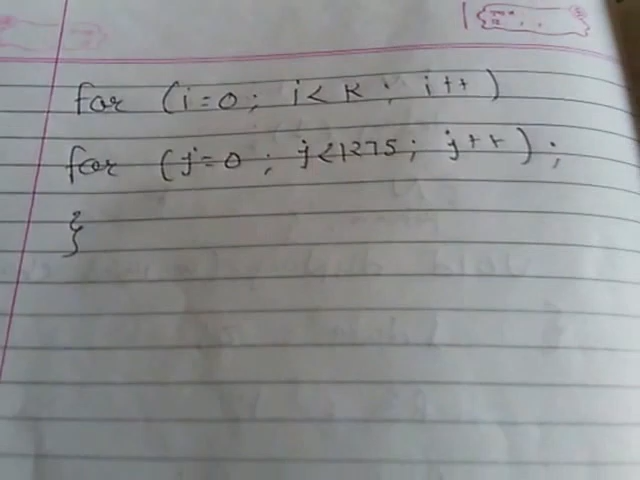 for (i=0; i<k; i++)
for (j=0; j<1275; j++);
}